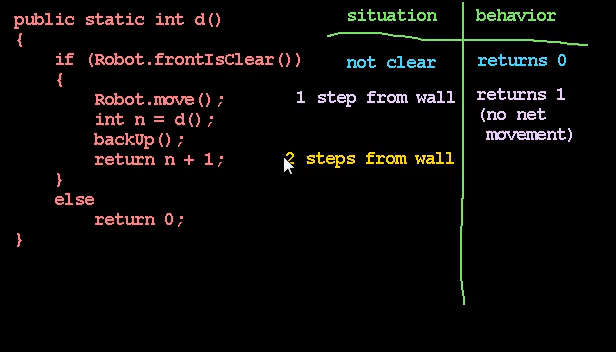 public static int d()
{
if (Robot.frontIsClear())
{
Robot.move();
int n = d();
backUp();
return n + 1;
}
else
return 0;
}
situation behavior
not clear returns 0
1 step from wall returns 1
(no net
movement)
2 steps from wall